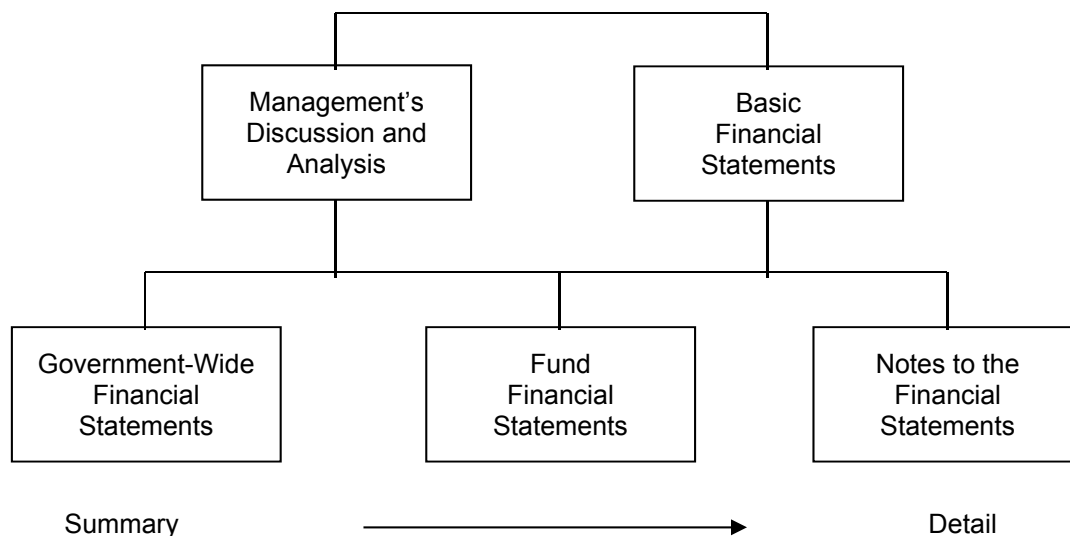 Management’s
Discussion and
Analysis
Basic
Financial
Statements
Government-Wide
Financial
Statements
Fund
Financial
Statements
Notes to the
Financial
Statements
Summary
Detail